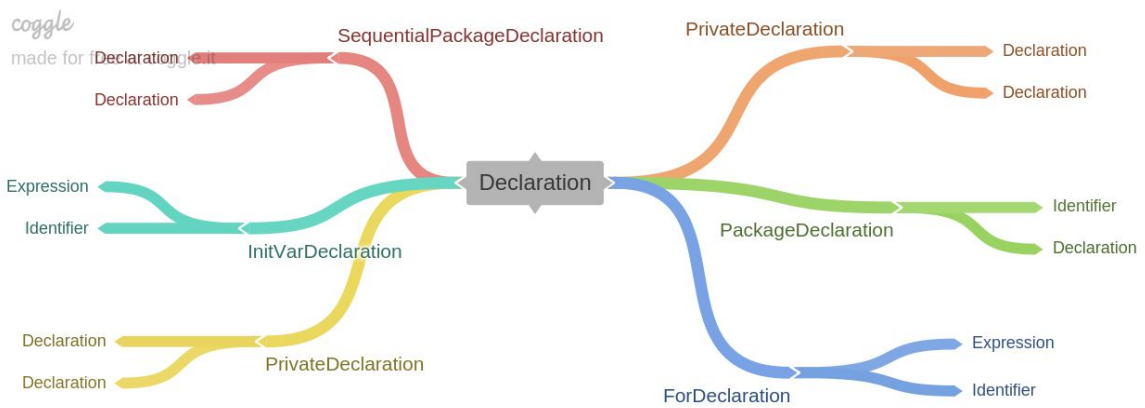 coggle
made for free at coggle.it
SequentialPackageDeclaration
Declaration
Declaration
Expression
Identifier
InitVarDeclaration
Declaration
Declaration
PrivateDeclaration
Declaration
PrivateDeclaration
Declaration
Declaration
PackageDeclaration
Identifier
Declaration
ForDeclaration
Expression
Identifier